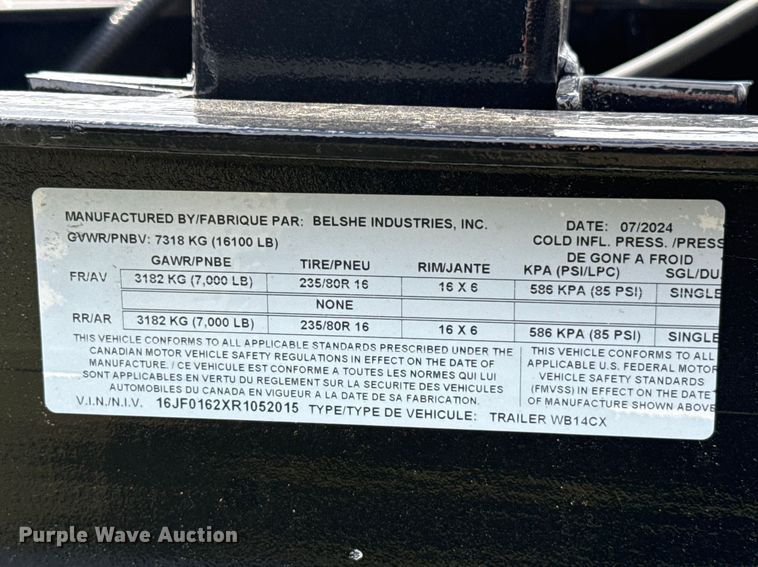 MANUFACTURED BY/FABRIQUE PAR: BELSHE INDUSTRIES, INC. DATE: 07/2024
GVWR/PNBV: 7318 KG (16100 LB) COLD INFL. PRESS. /PRESS
DE GONF A FROID
GAWR/PNBE TIRE/PNEU RIM/JANTE KPA (PSI/LPC) SGL/DU
FR/AV 3182 KG (7,000 LB) 235/80R 16 16 X 6 586 KPA (85 PSI) SINGLE
NONE
RR/AR 3182 KG (7,000 LB) 235/80R 16 16 X 6 586 KPA (85 PSI) SINGLE
THIS VEHICLE CONFORMS TO ALL APPLICABLE STANDARDS PRESCRIBED UNDER THE
CANADIAN MOTOR VEHICLE SAFETY REGULATIONS IN EFFECT ON THE DATE OF
MANUFACTURE. / CE VEHICULE EST CONFORME A TOUTES LES NORMES QUI LUI
SONT APPLICABLES EN VERTU DU REGLEMENT SUR LA SECURITE DES VEHICULES
AUTOMOBILES DU CANADA EN VIGUEUR A LA DATE DE SA FABRICATION.
THIS VEHICLE CONFORMS TO ALL
APPLICABLE U.S. FEDERAL MOTOR
VEHICLE SAFETY STANDARDS
(FMVSS) IN EFFECT ON THE DATE
OF MANUFACTURE SHOWN ABOVE
V.I.N./N.I.V. 16JF0162XR1052015 TYPE/TYPE DE VEHICULE: TRAILER WB14CX
Purple Wave Auction